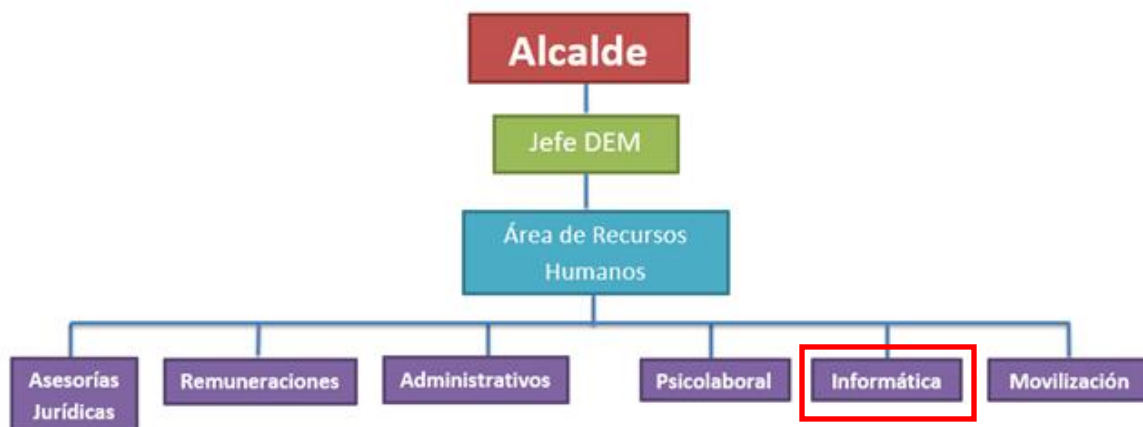 Alcalde
Jefe DEM
Área de Recursos
Humanos
Asesorías
Jurídicas
Remuneraciones
Administrativos
Psicolaboral
Informática
Movilización